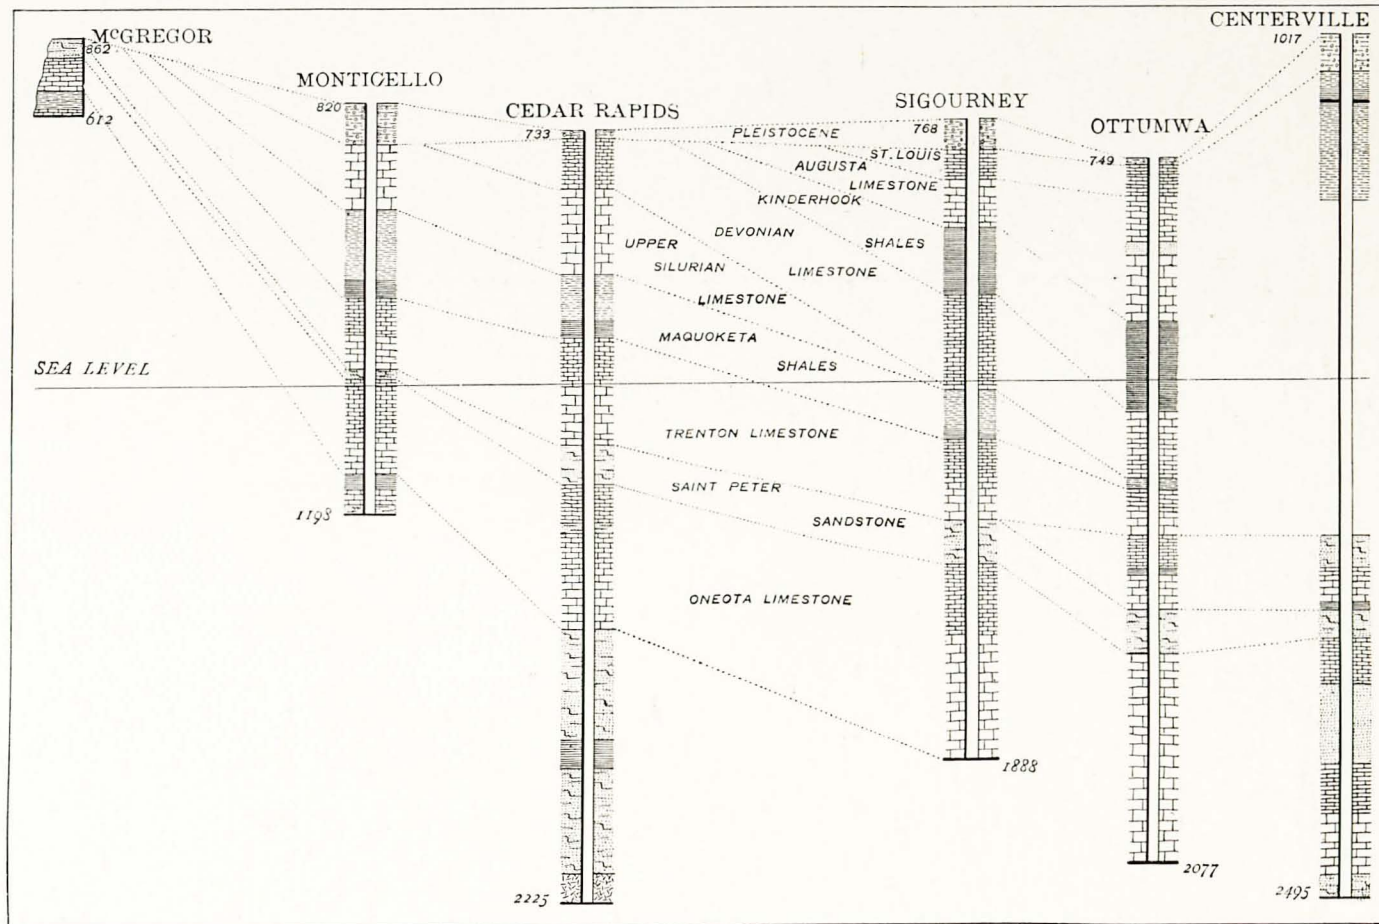 McGREGOR
862
612
MONTICELLO
820
1198
CEDAR RAPIDS
733
2225
SIGOURNEY
768
1888
OTTUMWA
749
2077
CENTERVILLE
1017
2495
PLEISTOCENE
ST. LOUIS
AUGUSTA
LIMESTONE
KINDERHOOK
SHALES
DEVONIAN
LIMESTONE
UPPER
SILURIAN
LIMESTONE
MAQUOKETA
SHALES
SEA LEVEL
TRENTON LIMESTONE
SAINT PETER
SANDSTONE
ONEOTA LIMESTONE